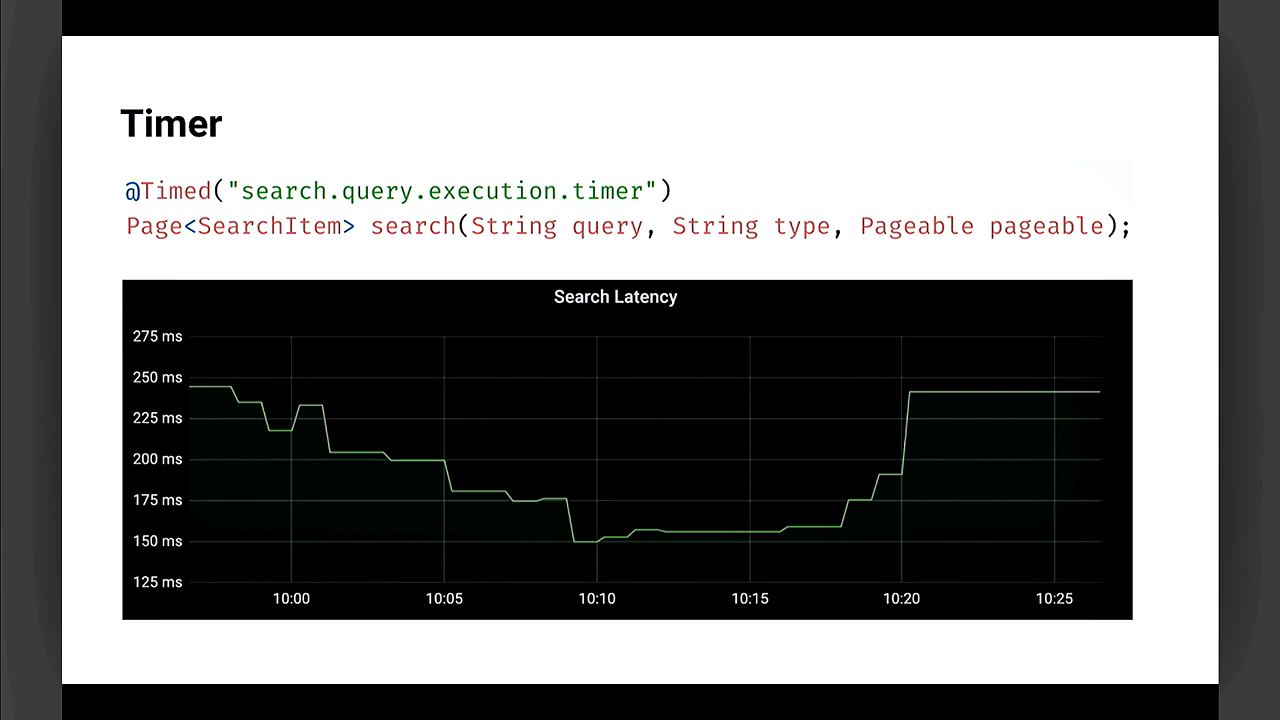 Timer
@Timed("search.query.execution.timer")
Page<SearchItem> search(String query, String type, Pageable pageable);
Search Latency
275 ms
250 ms
225 ms
200 ms
175 ms
150 ms
125 ms
10:00 10:05 10:10 10:15 10:20 10:25